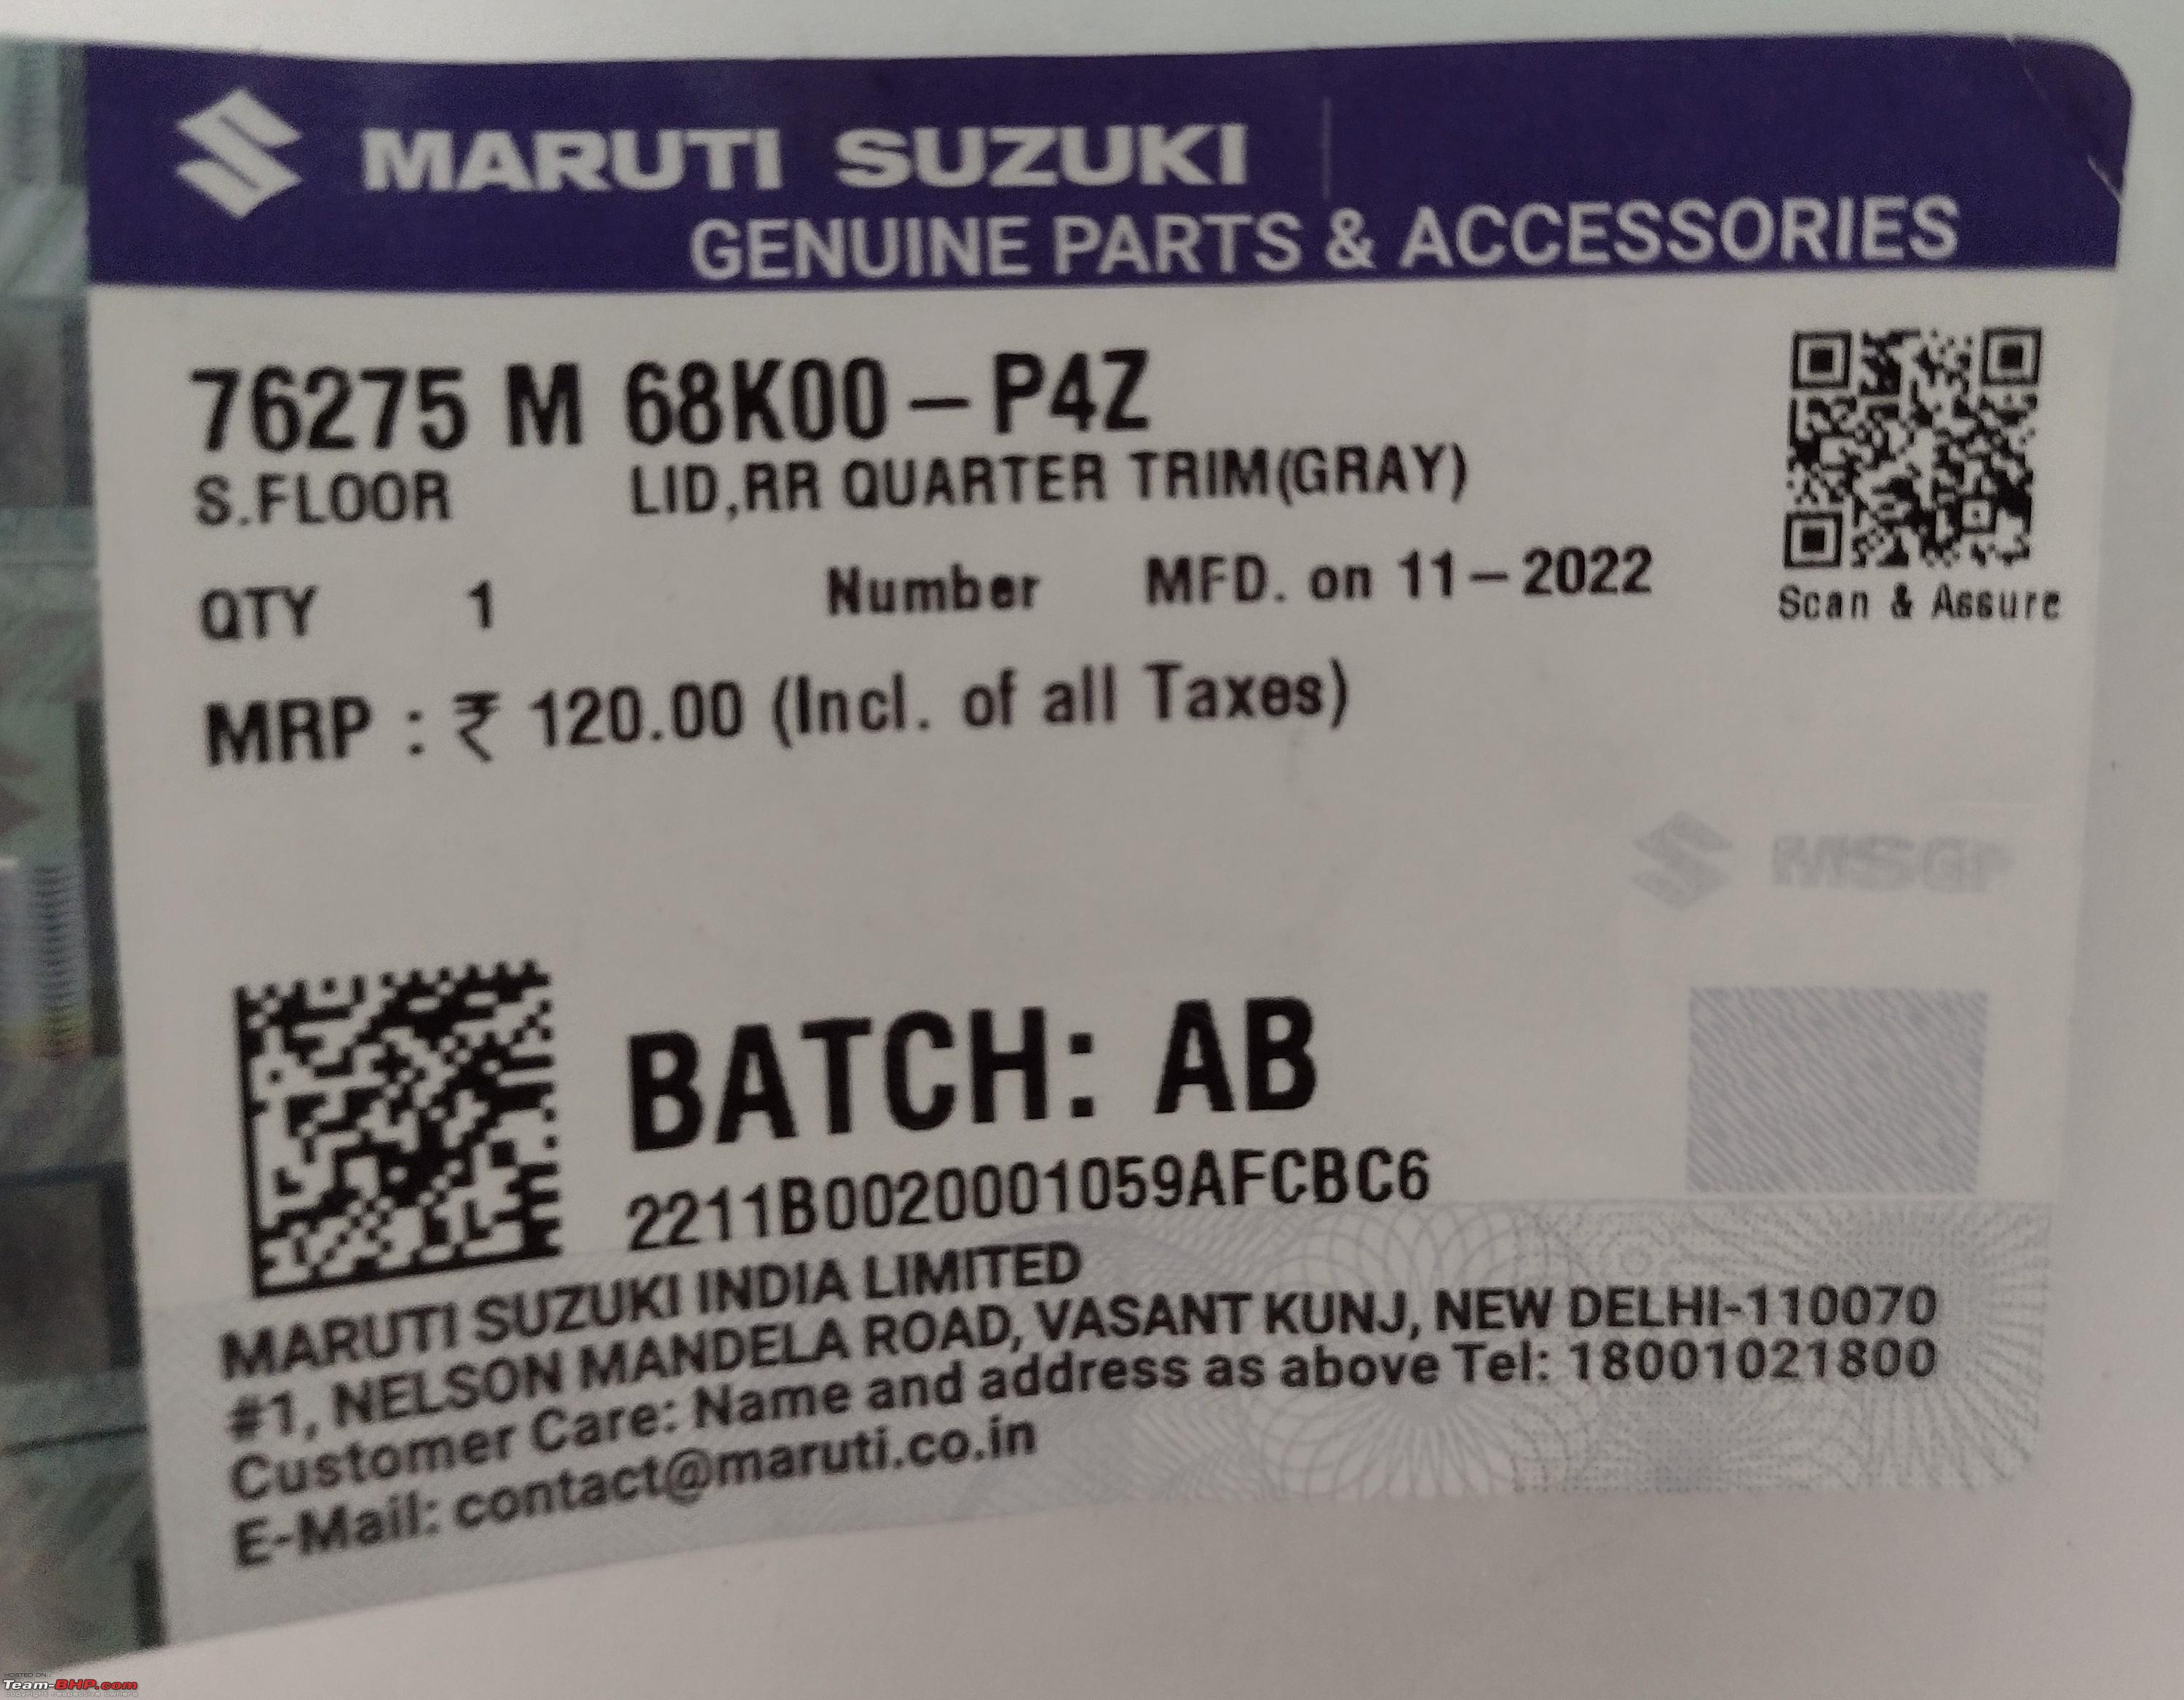 MARUTI SUZUKI
GENUINE PARTS & ACCESSORIES
76275 M 68K00-P4Z
S.FLOOR LID,RR QUARTER TRIM(GRAY)
QTY 1 Number MFD. on 11-2022
Scan & Assure
MRP : ₹ 120.00 (Incl. of all Taxes)
MSGP
BATCH: AB
2211B0020001059AFCBC6
MARUTI SUZUKI INDIA LIMITED
#1, NELSON MANDELA ROAD, VASANT KUNJ, NEW DELHI-110070
Customer Care: Name and address as above Tel: 18001021800
E-Mail: contact@maruti.co.in
HOSTED ON :
Team-BHP.com